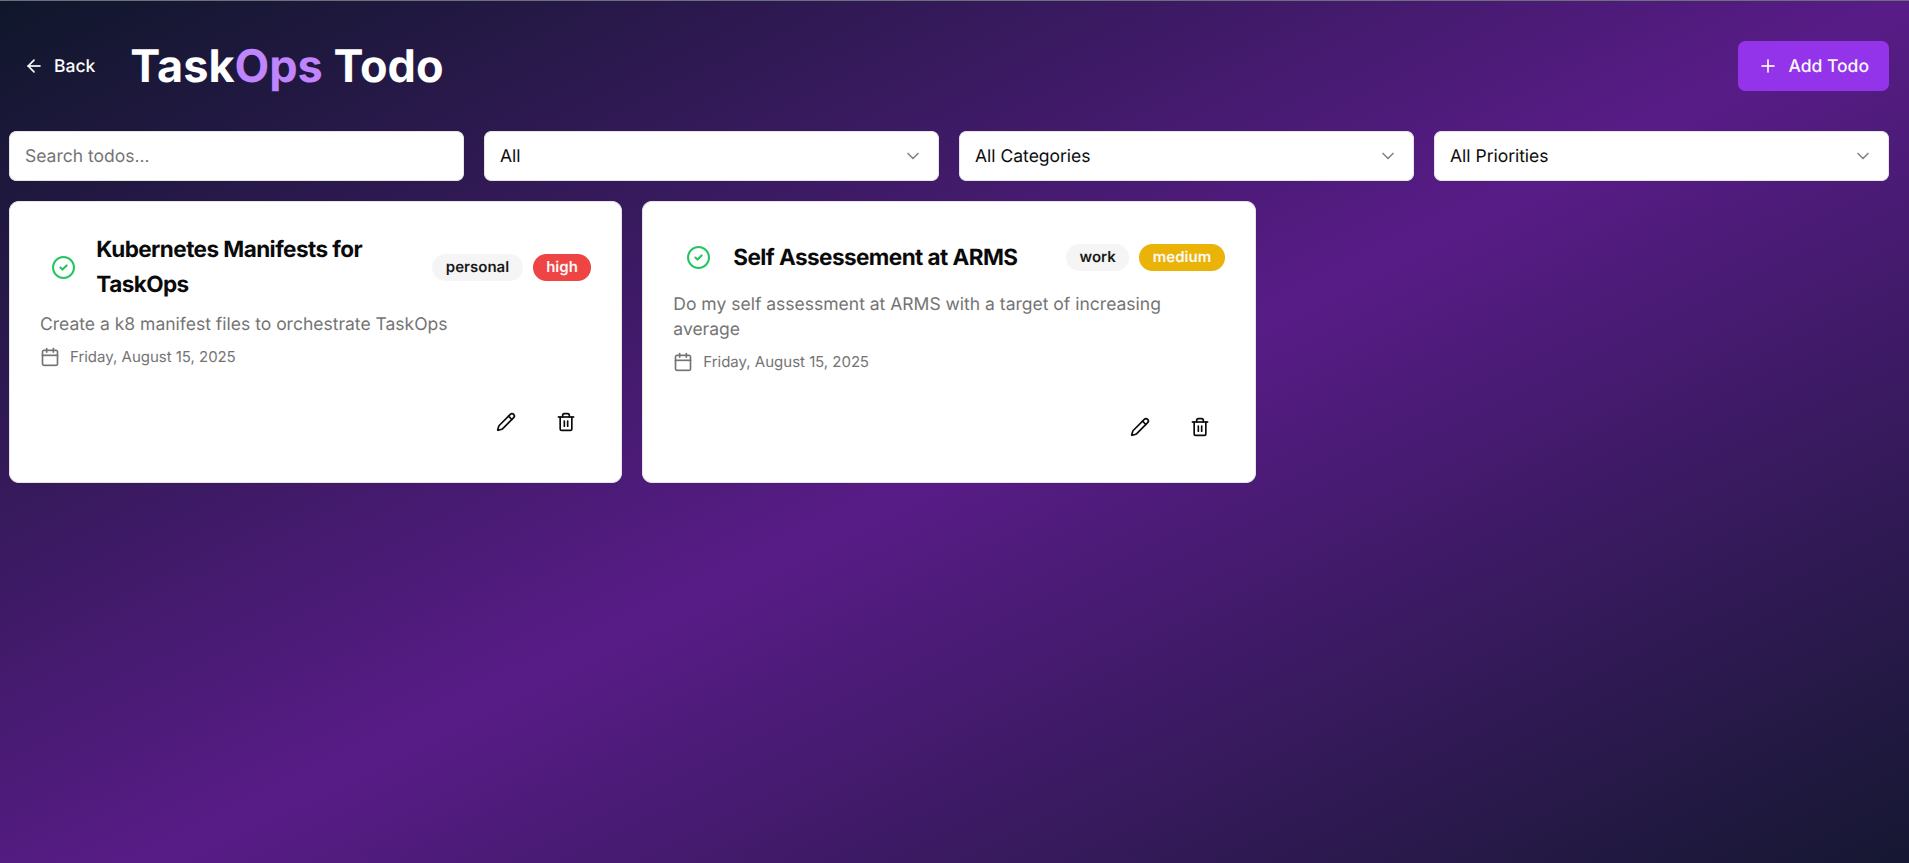 Back
TaskOps Todo
Add Todo
Search todos...
All
All Categories
All Priorities
Kubernetes Manifests for
TaskOps
personal
high
Create a k8 manifest files to orchestrate TaskOps
Friday, August 15, 2025
Self Assessement at ARMS
work
medium
Do my self assessment at ARMS with a target of increasing
average
Friday, August 15, 2025